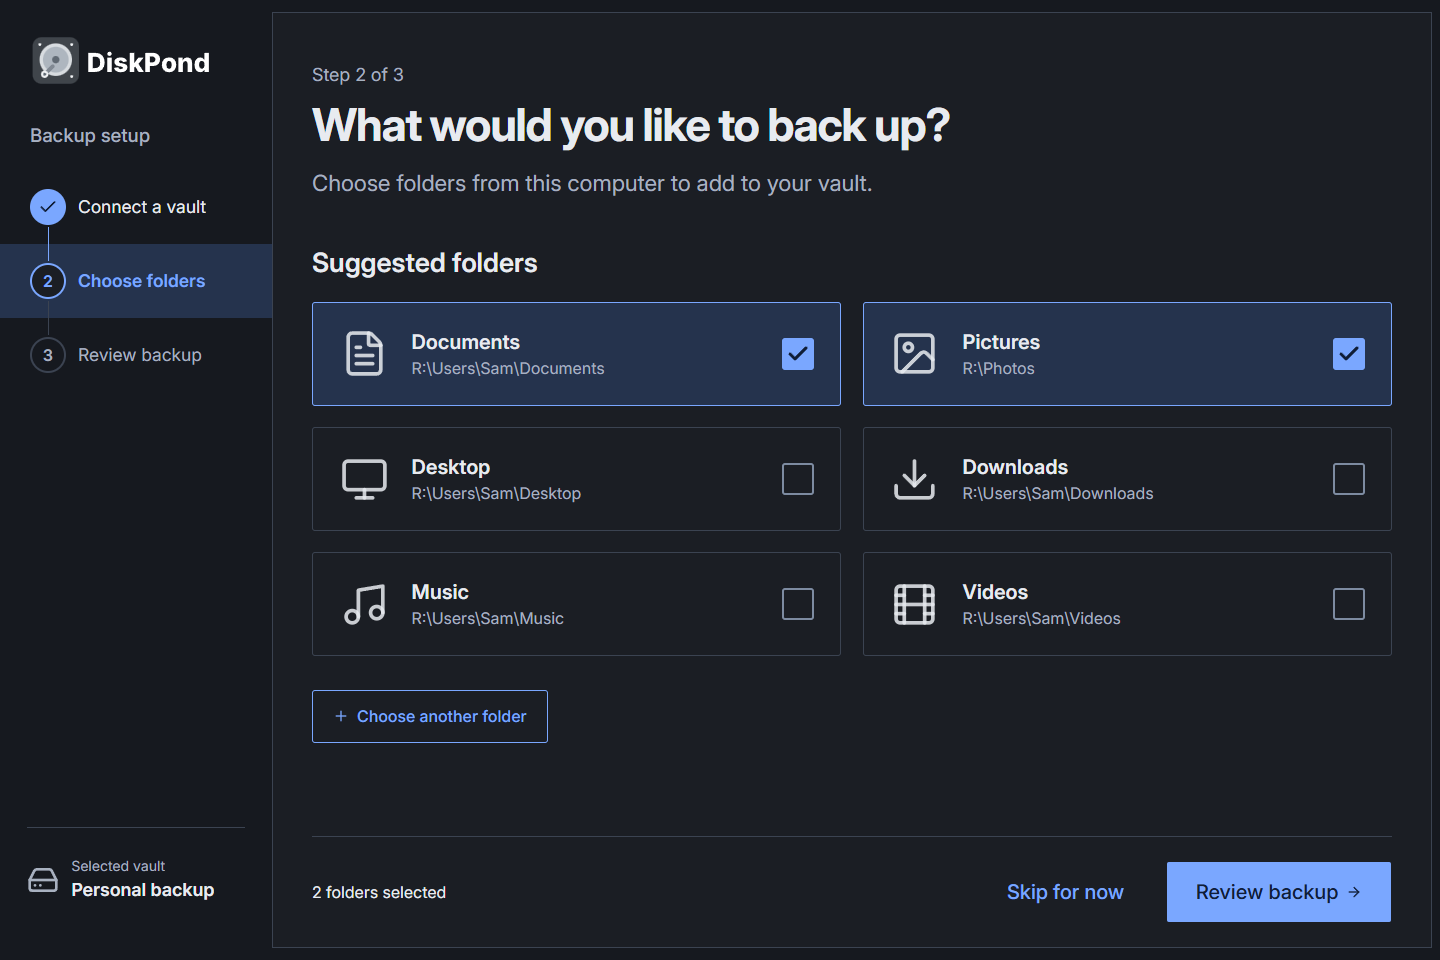 DiskPond
Backup setup
Connect a vault
2 Choose folders
3 Review backup
Selected vault
Personal backup
Step 2 of 3
What would you like to back up?
Choose folders from this computer to add to your vault.
Suggested folders
Documents
R:\Users\Sam\Documents
Pictures
R:\Photos
Desktop
R:\Users\Sam\Desktop
Downloads
R:\Users\Sam\Downloads
Music
R:\Users\Sam\Music
Videos
R:\Users\Sam\Videos
+ Choose another folder
2 folders selected
Skip for now
Review backup →